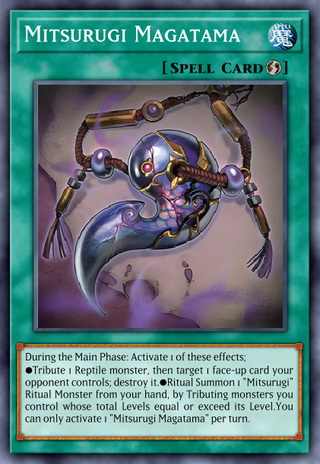 Mitsurugi Magatama
魔
[Spell Card]
During the Main Phase: Activate 1 of these effects;
●Tribute 1 Reptile monster, then target 1 face-up card your
opponent controls; destroy it.●Ritual Summon 1 "Mitsurugi"
Ritual Monster from your hand, by Tributing monsters you
control whose total Levels equal or exceed its Level.You
can only activate 1 "Mitsurugi Magatama" per turn.